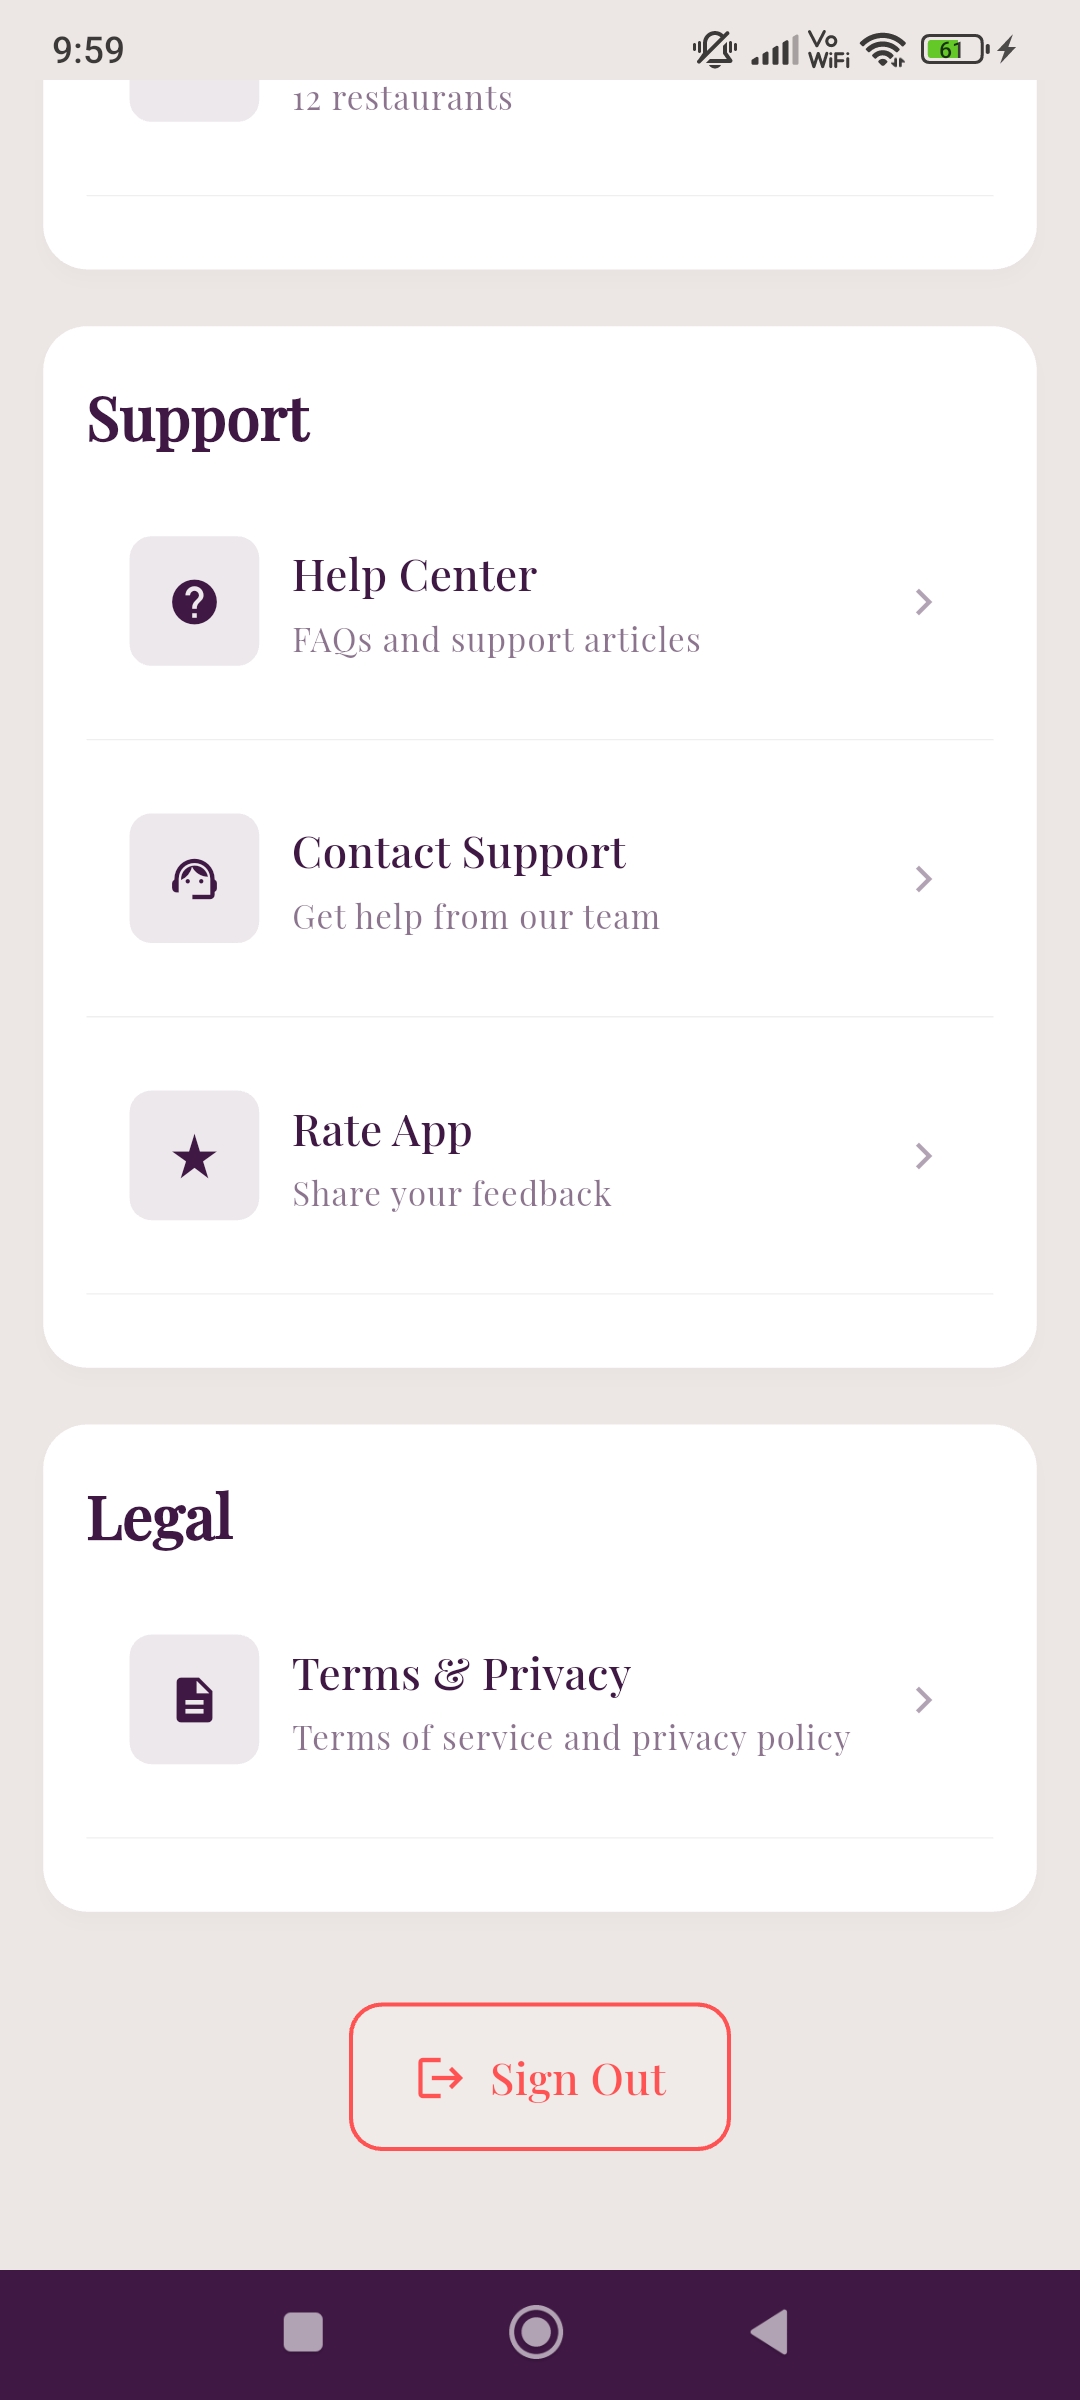 9:59
Vo
WiFi
61
12 restaurants
Support
Help Center
FAQs and support articles
Contact Support
Get help from our team
Rate App
Share your feedback
Legal
Terms & Privacy
Terms of service and privacy policy
Sign Out